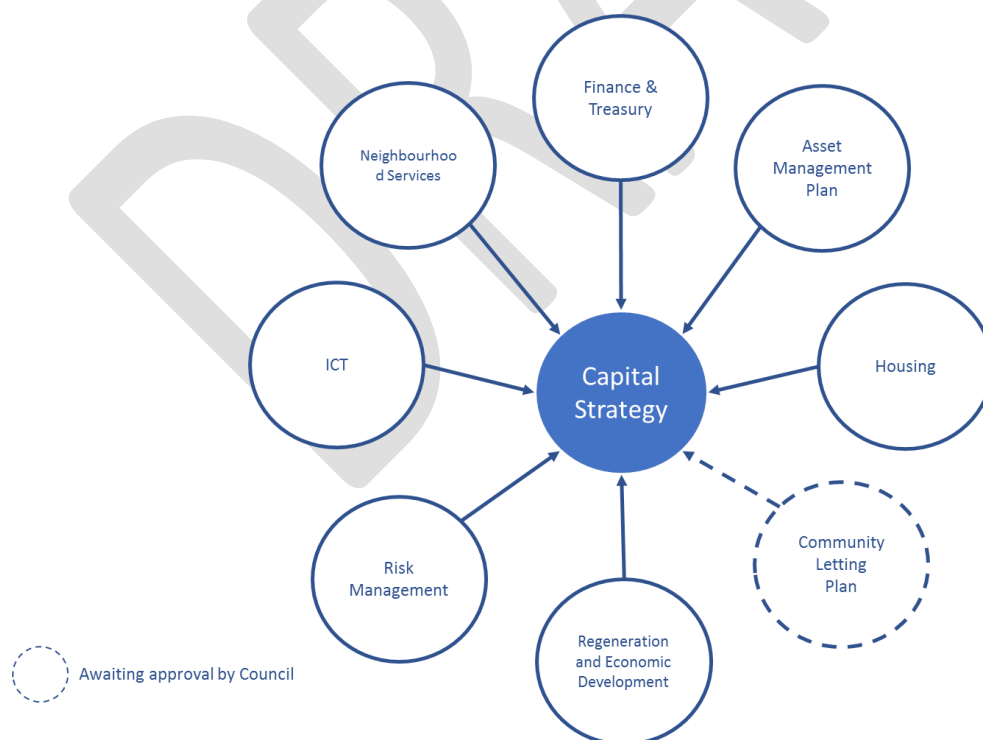 Finance &
Treasury
Neighbourhoo
d Services
Asset
Management
Plan
ICT
Capital
Strategy
Housing
Community
Letting
Plan
Risk
Management
Regeneration
and Economic
Development
Awaiting approval by Council